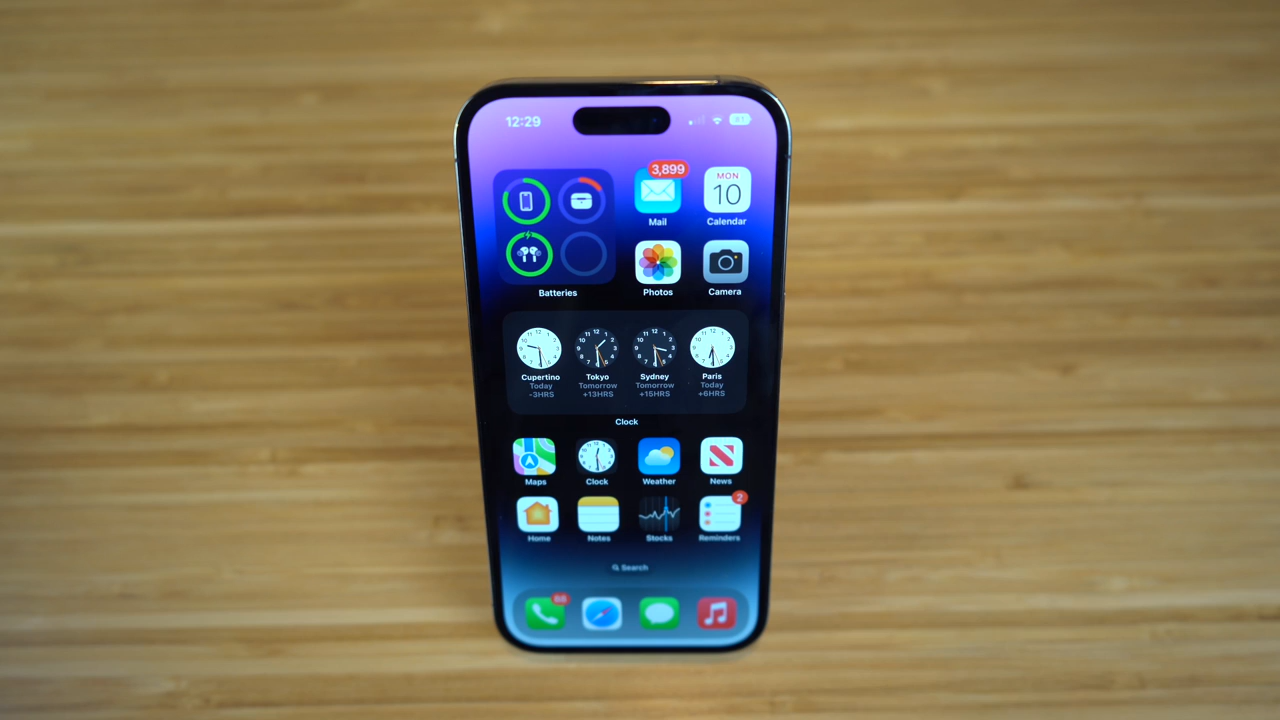 12:29
3,899
MON
10
Mail
Calendar
Batteries
Photos
Camera
Cupertino
Today
-3HRS
Tokyo
Tomorrow
+13HRS
Sydney
Tomorrow
+15HRS
Paris
Today
+6HRS
Clock
Maps
Clock
Weather
News
2
Home
Notes
Stocks
Reminders
Search